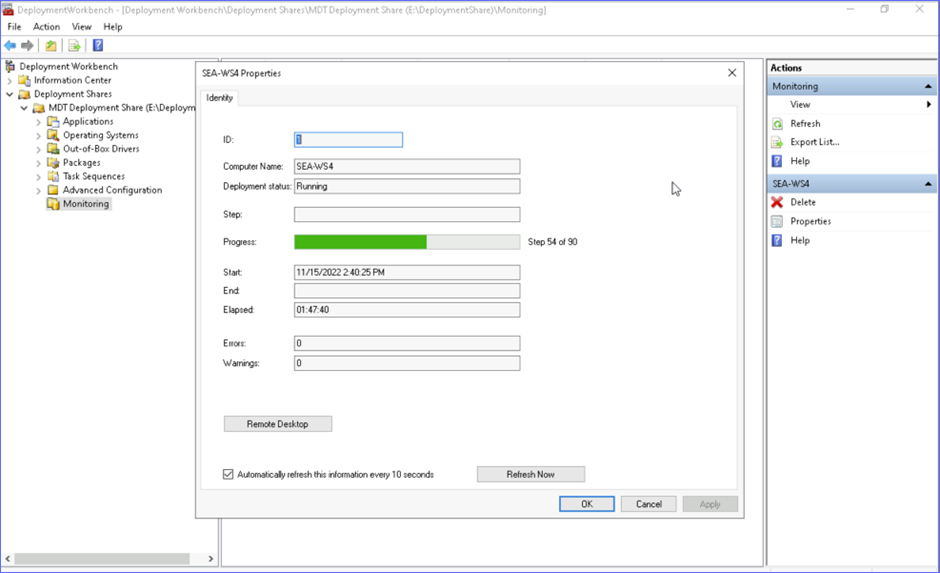 DeploymentWorkbench - [Deployment Workbench\Deployment Shares\MDT Deployment Share (E:\DeploymentShare)\Monitoring]
File Action View Help
Deployment Workbench
Information Center
Deployment Shares
MDT Deployment Share (E:\Deploym
Applications
Operating Systems
Out-of-Box Drivers
Packages
Task Sequences
Advanced Configuration
Monitoring
SEA-WS4 Properties
Identity
ID: 1
Computer Name: SEA-WS4
Deployment status: Running
Step:
Progress: Step 54 of 90
Start: 11/15/2022 2:40:25 PM
End:
Elapsed: 01:47:40
Errors: 0
Warnings: 0
Remote Desktop
Automatically refresh this information every 10 seconds Refresh Now
OK Cancel Apply
Actions
Monitoring
View
Refresh
Export List...
Help
SEA-WS4
Delete
Properties
Help